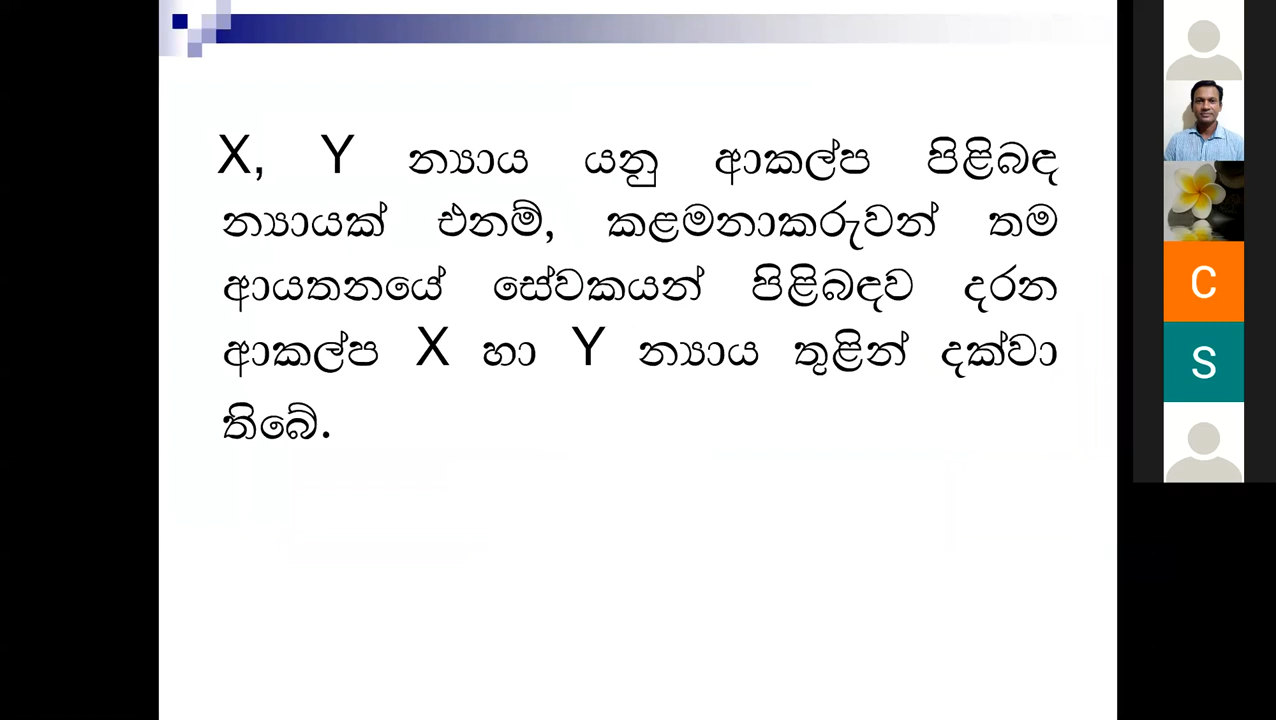 X, Y න්‍යාය යනු ආකල්ප පිළිබඳ
න්‍යායක් එනම්, කළමනාකරුවන් තම
ආයතනයේ සේවකයන් පිළිබඳව දරන
ආකල්ප X හා Y න්‍යාය තුළින් දක්වා
තිබේ.
C
S